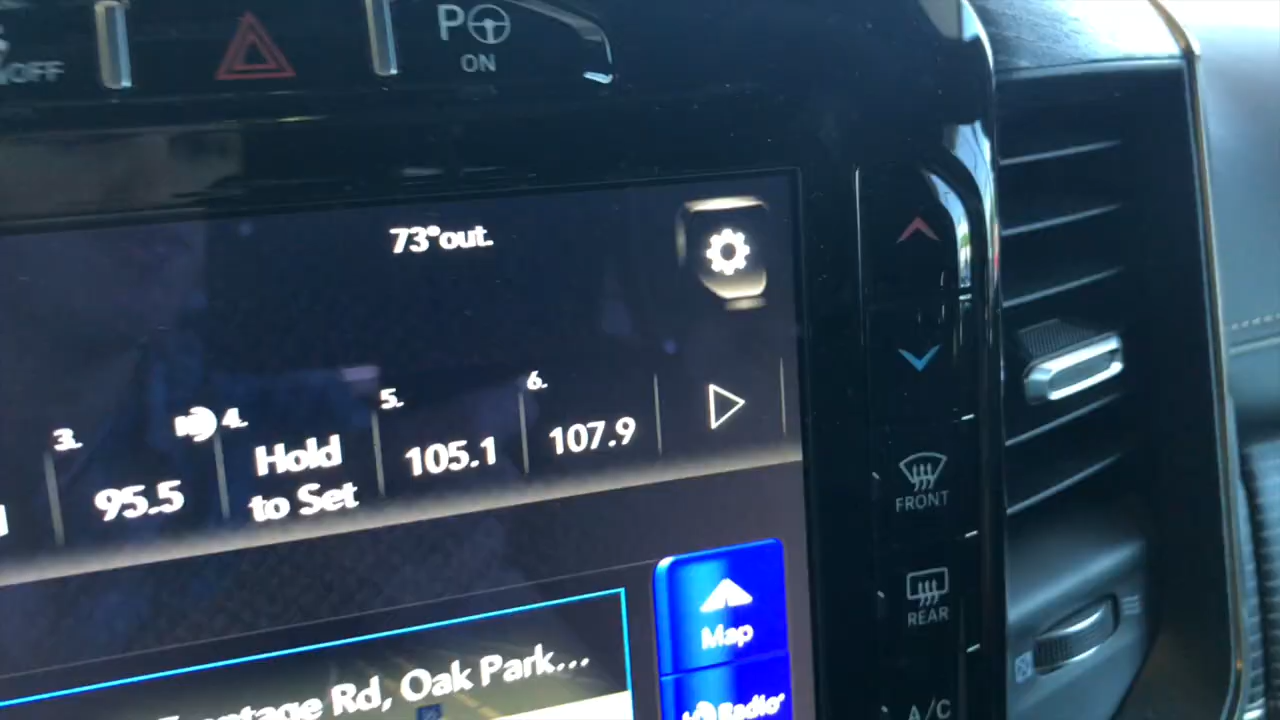 OFF
P
ON
73°out.
3.
95.5
4.
Hold
to Set
5.
105.1
6.
107.9
FRONT
REAR
Map
Rd, Oak Park...
Radio
A/C